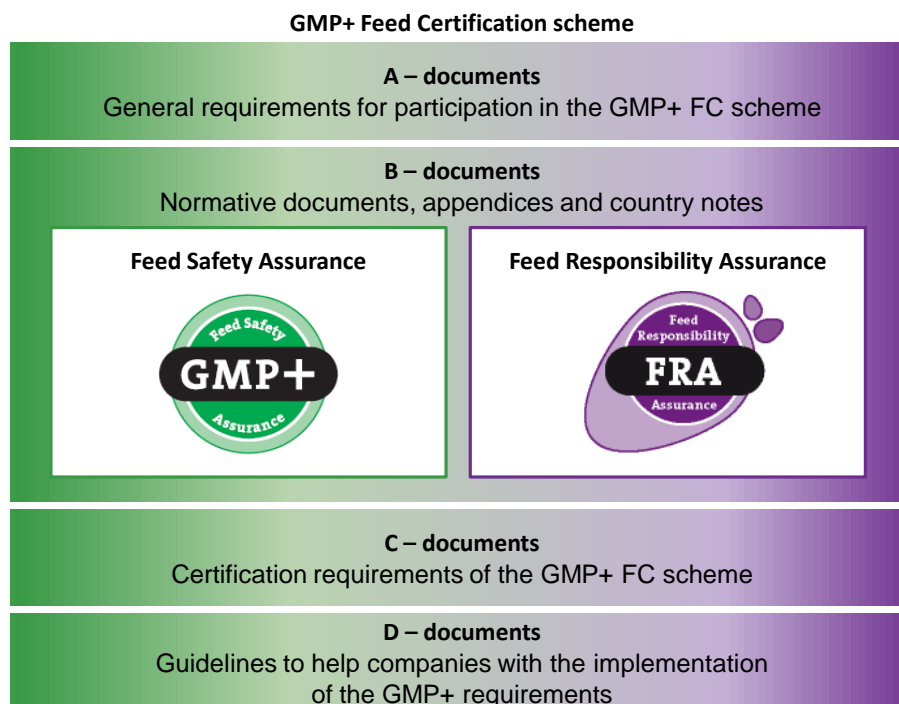 GMP+ Feed Certification scheme
A – documents
General requirements for participation in the GMP+ FC scheme
B – documents
Normative documents, appendices and country notes
Feed Safety Assurance
Feed Safety
GMP+
Assurance
Feed Responsibility Assurance
Feed
Responsibility
FRA
Assurance
C – documents
Certification requirements of the GMP+ FC scheme
D – documents
Guidelines to help companies with the implementation
of the GMP+ requirements